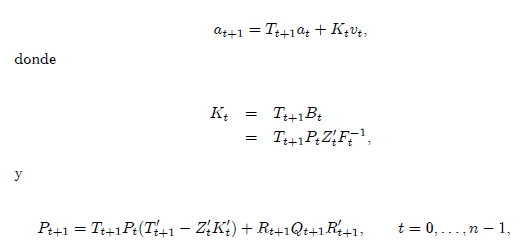 a_{t+1} = T_{t+1}a_t + K_t v_t,
donde
K_t = T_{t+1}B_t
= T_{t+1}P_t Z'_t F_t^{-1},
y
P_{t+1} = T_{t+1}P_t(T'_{t+1} − Z'_t K'_t) + R_{t+1}Q_{t+1}R'_{t+1}, t = 0, . . . , n − 1,